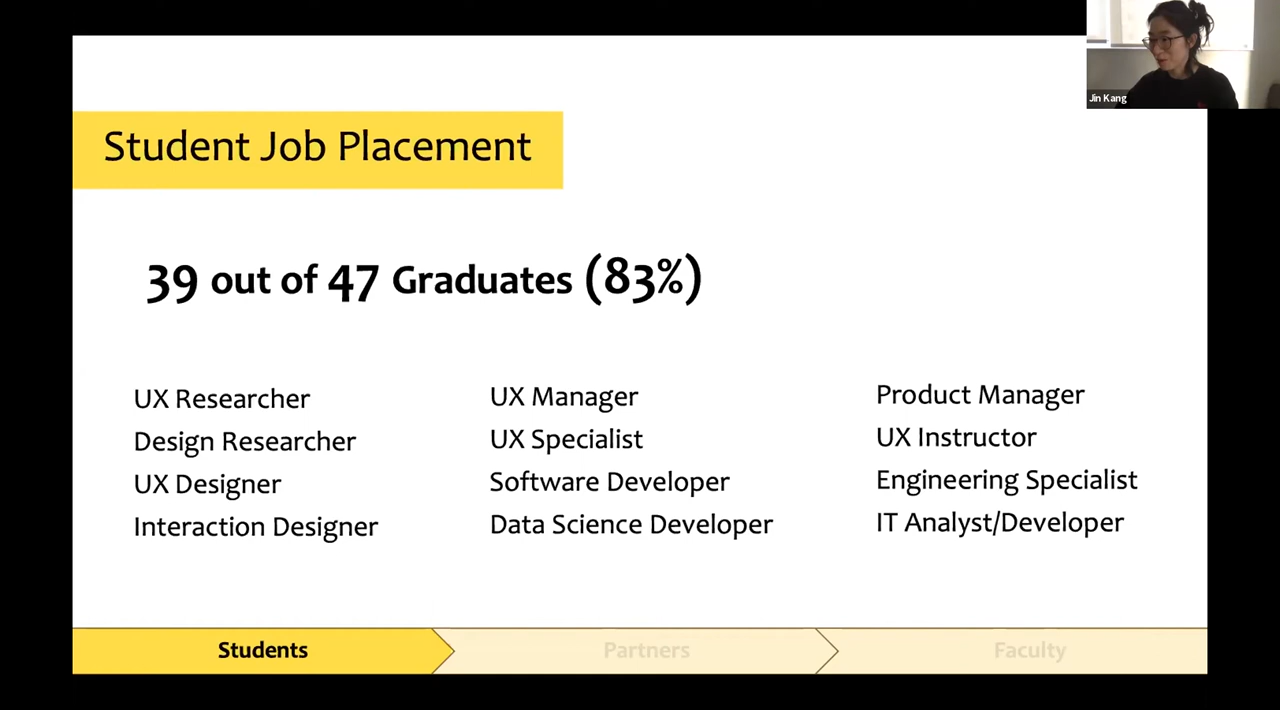 Jin Kang
Student Job Placement
39 out of 47 Graduates (83%)
UX Researcher
Design Researcher
UX Designer
Interaction Designer
UX Manager
UX Specialist
Software Developer
Data Science Developer
Product Manager
UX Instructor
Engineering Specialist
IT Analyst/Developer
Students
Partners
Faculty